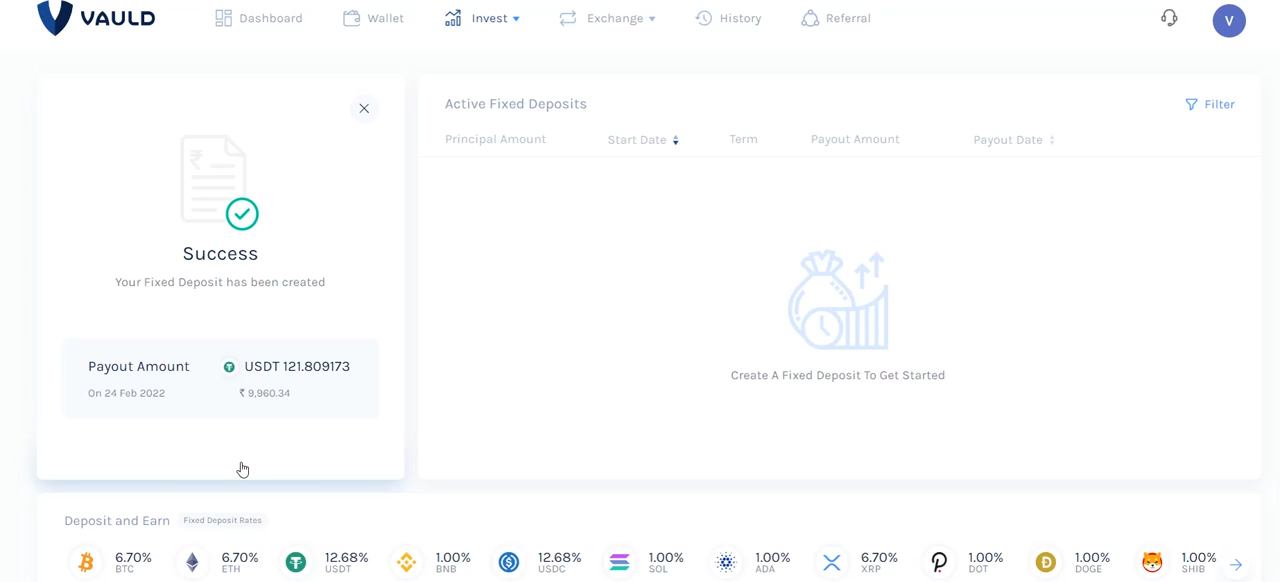 VAULD Dashboard Wallet Invest Exchange History Referral V
Active Fixed Deposits Filter
Principal Amount Start Date Term Payout Amount Payout Date
₹
Success
Your Fixed Deposit has been created
Payout Amount USDT 121.809173
On 24 Feb 2022 ₹ 9,960.34
Create A Fixed Deposit To Get Started
Deposit and Earn Fixed Deposit Rates
6.70% 6.70% 12.68% 1.00% 12.68% 1.00% 1.00% 6.70% 1.00% 1.00% 1.00%
BTC ETH USDT BNB USDC SOL ADA XRP DOT DOGE SHIB